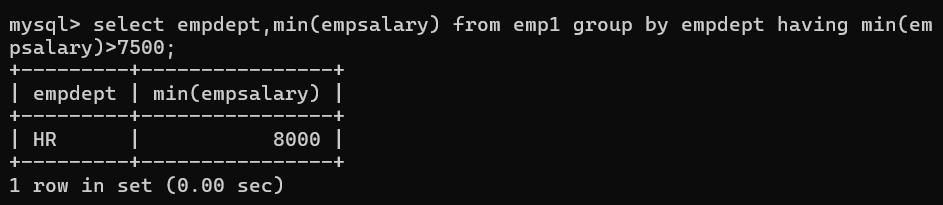 mysql> select empdept,min(empsalary) from emp1 group by empdept having min(em
psalary)>7500;
+---------+----------------+
| empdept | min(empsalary) |
+---------+----------------+
| HR      |           8000 |
+---------+----------------+
1 row in set (0.00 sec)